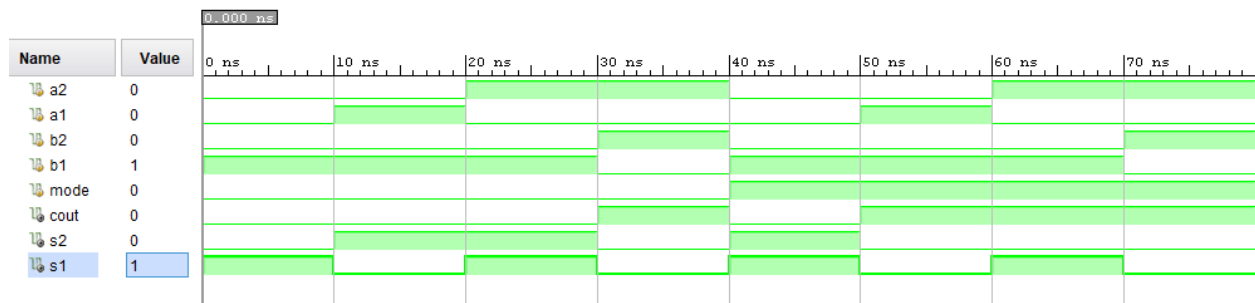 0.000 ns
Name Value
0 ns 10 ns 20 ns 30 ns 40 ns 50 ns 60 ns 70 ns
a2 0
a1 0
b2 0
b1 1
mode 0
cout 0
s2 0
s1 1